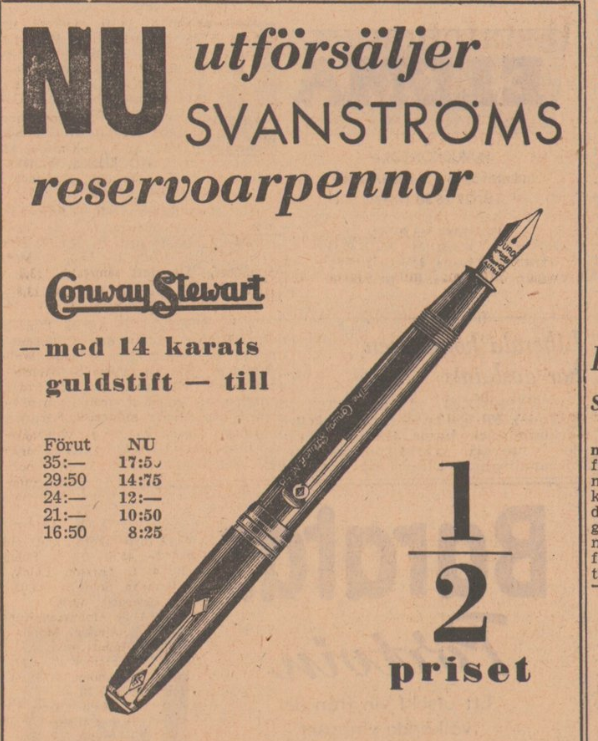 NU utförsäljer
SVANSTRÖMS
reservoarpennor
Conway Stewart
— med 14 karats
guldstift — till
Förut NU
35:— 17:50
29:50 14:75
24:— 12:—
21:— 10:50
16:50 8:25
1
2
priset